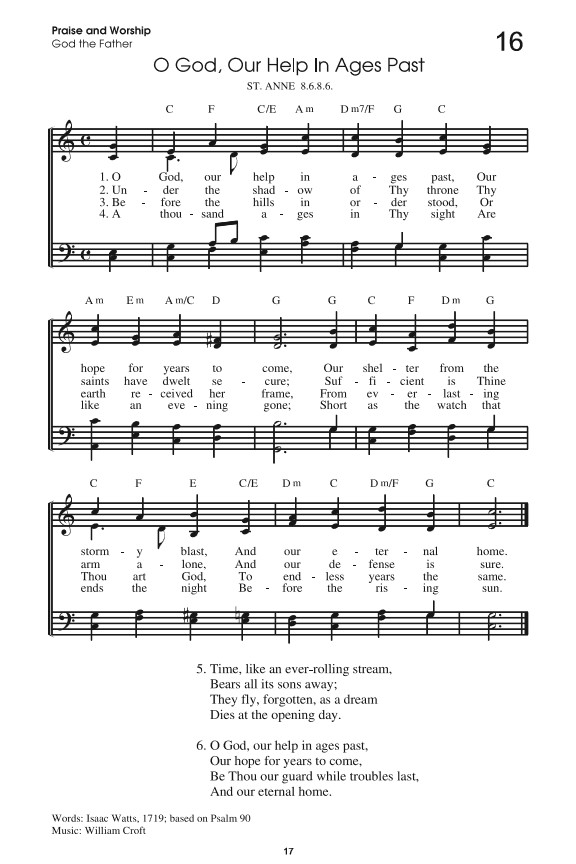 Praise and Worship
God the Father
16
O God, Our Help In Ages Past
ST. ANNE 8.6.8.6.
C F C/E A m D m7/F G C
1. O God, our help in a - ges past, Our
2. Un - der the shad - ow of Thy throne Thy
3. Be - fore the hills in or - der stood, Or
4. A thou - sand a - ges in Thy sight Are
A m E m A m/C D G G C F D m G
hope for years to come, Our shel - ter from the
saints have dwelt se - cure; Suf - fi - cient is Thine
earth re - ceived her frame, From ev - er - last - ing
like an eve - ning gone; Short as the watch that
C F E C/E D m C D m/F G C
storm - y blast, And our e - ter - nal home.
arm a - lone, And our de - fense is sure.
Thou art God, To end - less years the same.
ends the night Be - fore the ris - ing sun.
5. Time, like an ever-rolling stream,
Bears all its sons away;
They fly, forgotten, as a dream
Dies at the opening day.
6. O God, our help in ages past,
Our hope for years to come,
Be Thou our guard while troubles last,
And our eternal home.
Words: Isaac Watts, 1719; based on Psalm 90
Music: William Croft
17